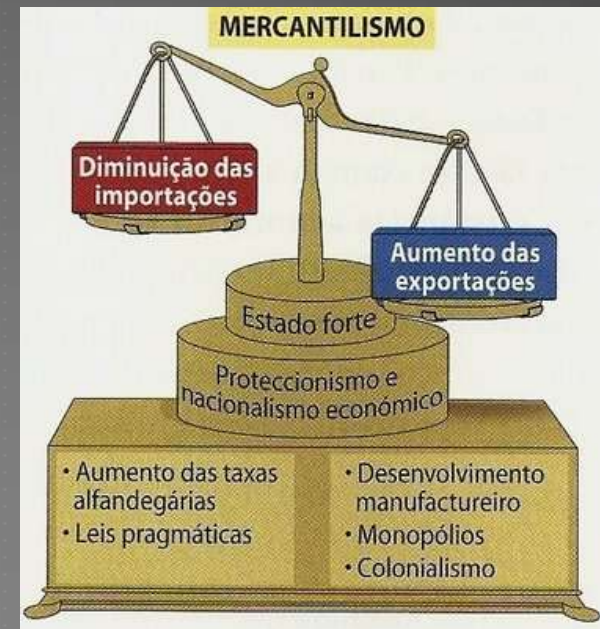 MERCANTILISMO
Diminuição das
importações
Aumento das
exportações
Estado forte
Proteccionismo e
nacionalismo económico
• Aumento das taxas
alfandegárias
• Leis pragmáticas
• Desenvolvimento
manufactureiro
• Monopólios
• Colonialismo